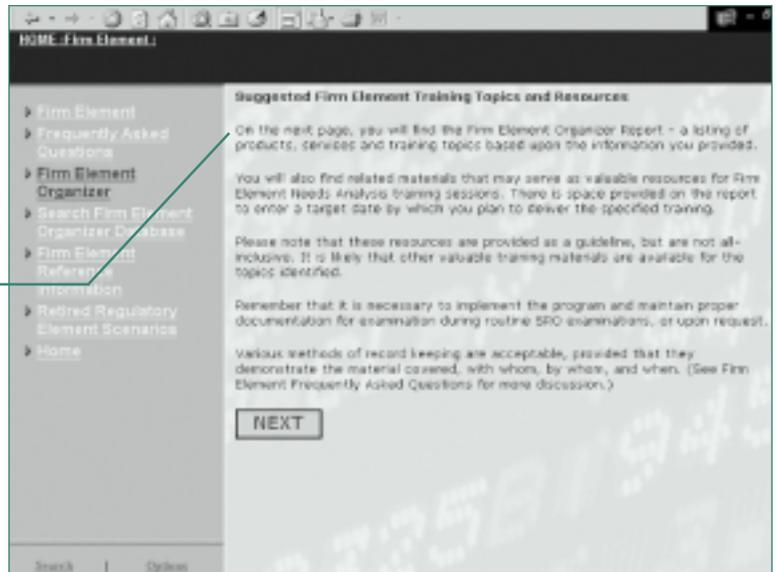 HOME :Firm Element :
Firm Element
Frequently Asked
Questions
Firm Element
Organizer
Search Firm Element
Organizer Database
Firm Element
Reference
Information
Retired Regulatory
Element Scenarios
Home
Search | Options
Suggested Firm Element Training Topics and Resources
On the next page, you will find the Firm Element Organizer Report - a listing of
products, services and training topics based upon the information you provided.
You will also find related materials that may serve as valuable resources for Firm
Element Needs Analysis training sessions. There is space provided on the report
to enter a target date by which you plan to deliver the specified training.
Please note that these resources are provided as a guideline, but are not all-
inclusive. It is likely that other valuable training materials are available for the
topics identified.
Remember that it is necessary to implement the program and maintain proper
documentation for examination during routine SRO examinations, or upon request.
Various methods of record keeping are acceptable, provided that they
demonstrate the material covered, with whom, by whom, and when. (See Firm
Element Frequently Asked Questions for more discussion.)
NEXT